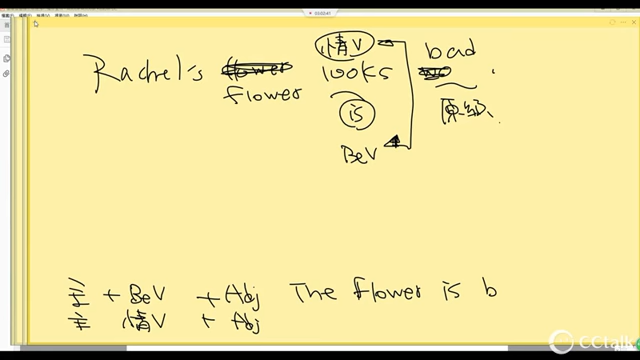 情V bad
Rachel's looks
flower
is 原級
BeV
主 + BeV + Adj The flower is b
主 情V + Adj
CCtalk